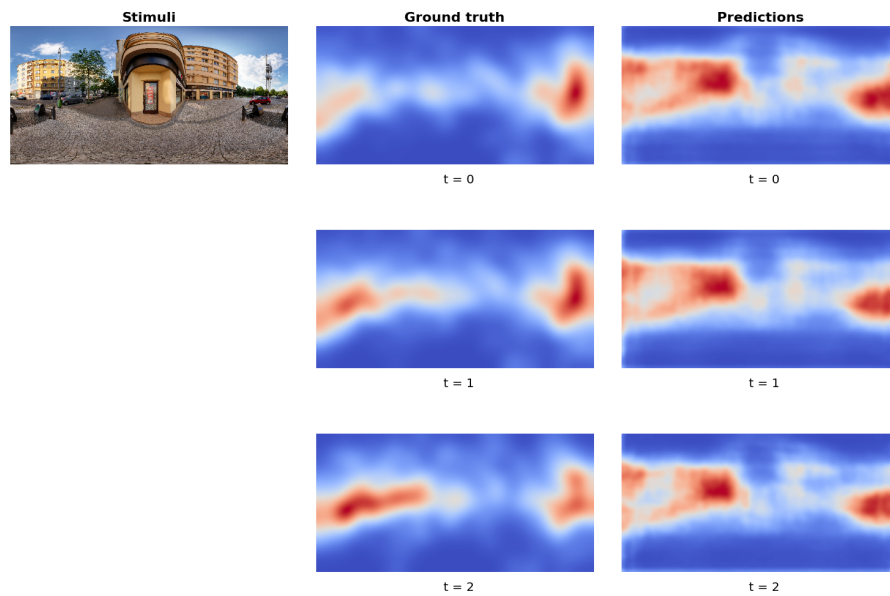 Stimuli
Ground truth
Predictions
t = 0
t = 0
t = 1
t = 1
t = 2
t = 2